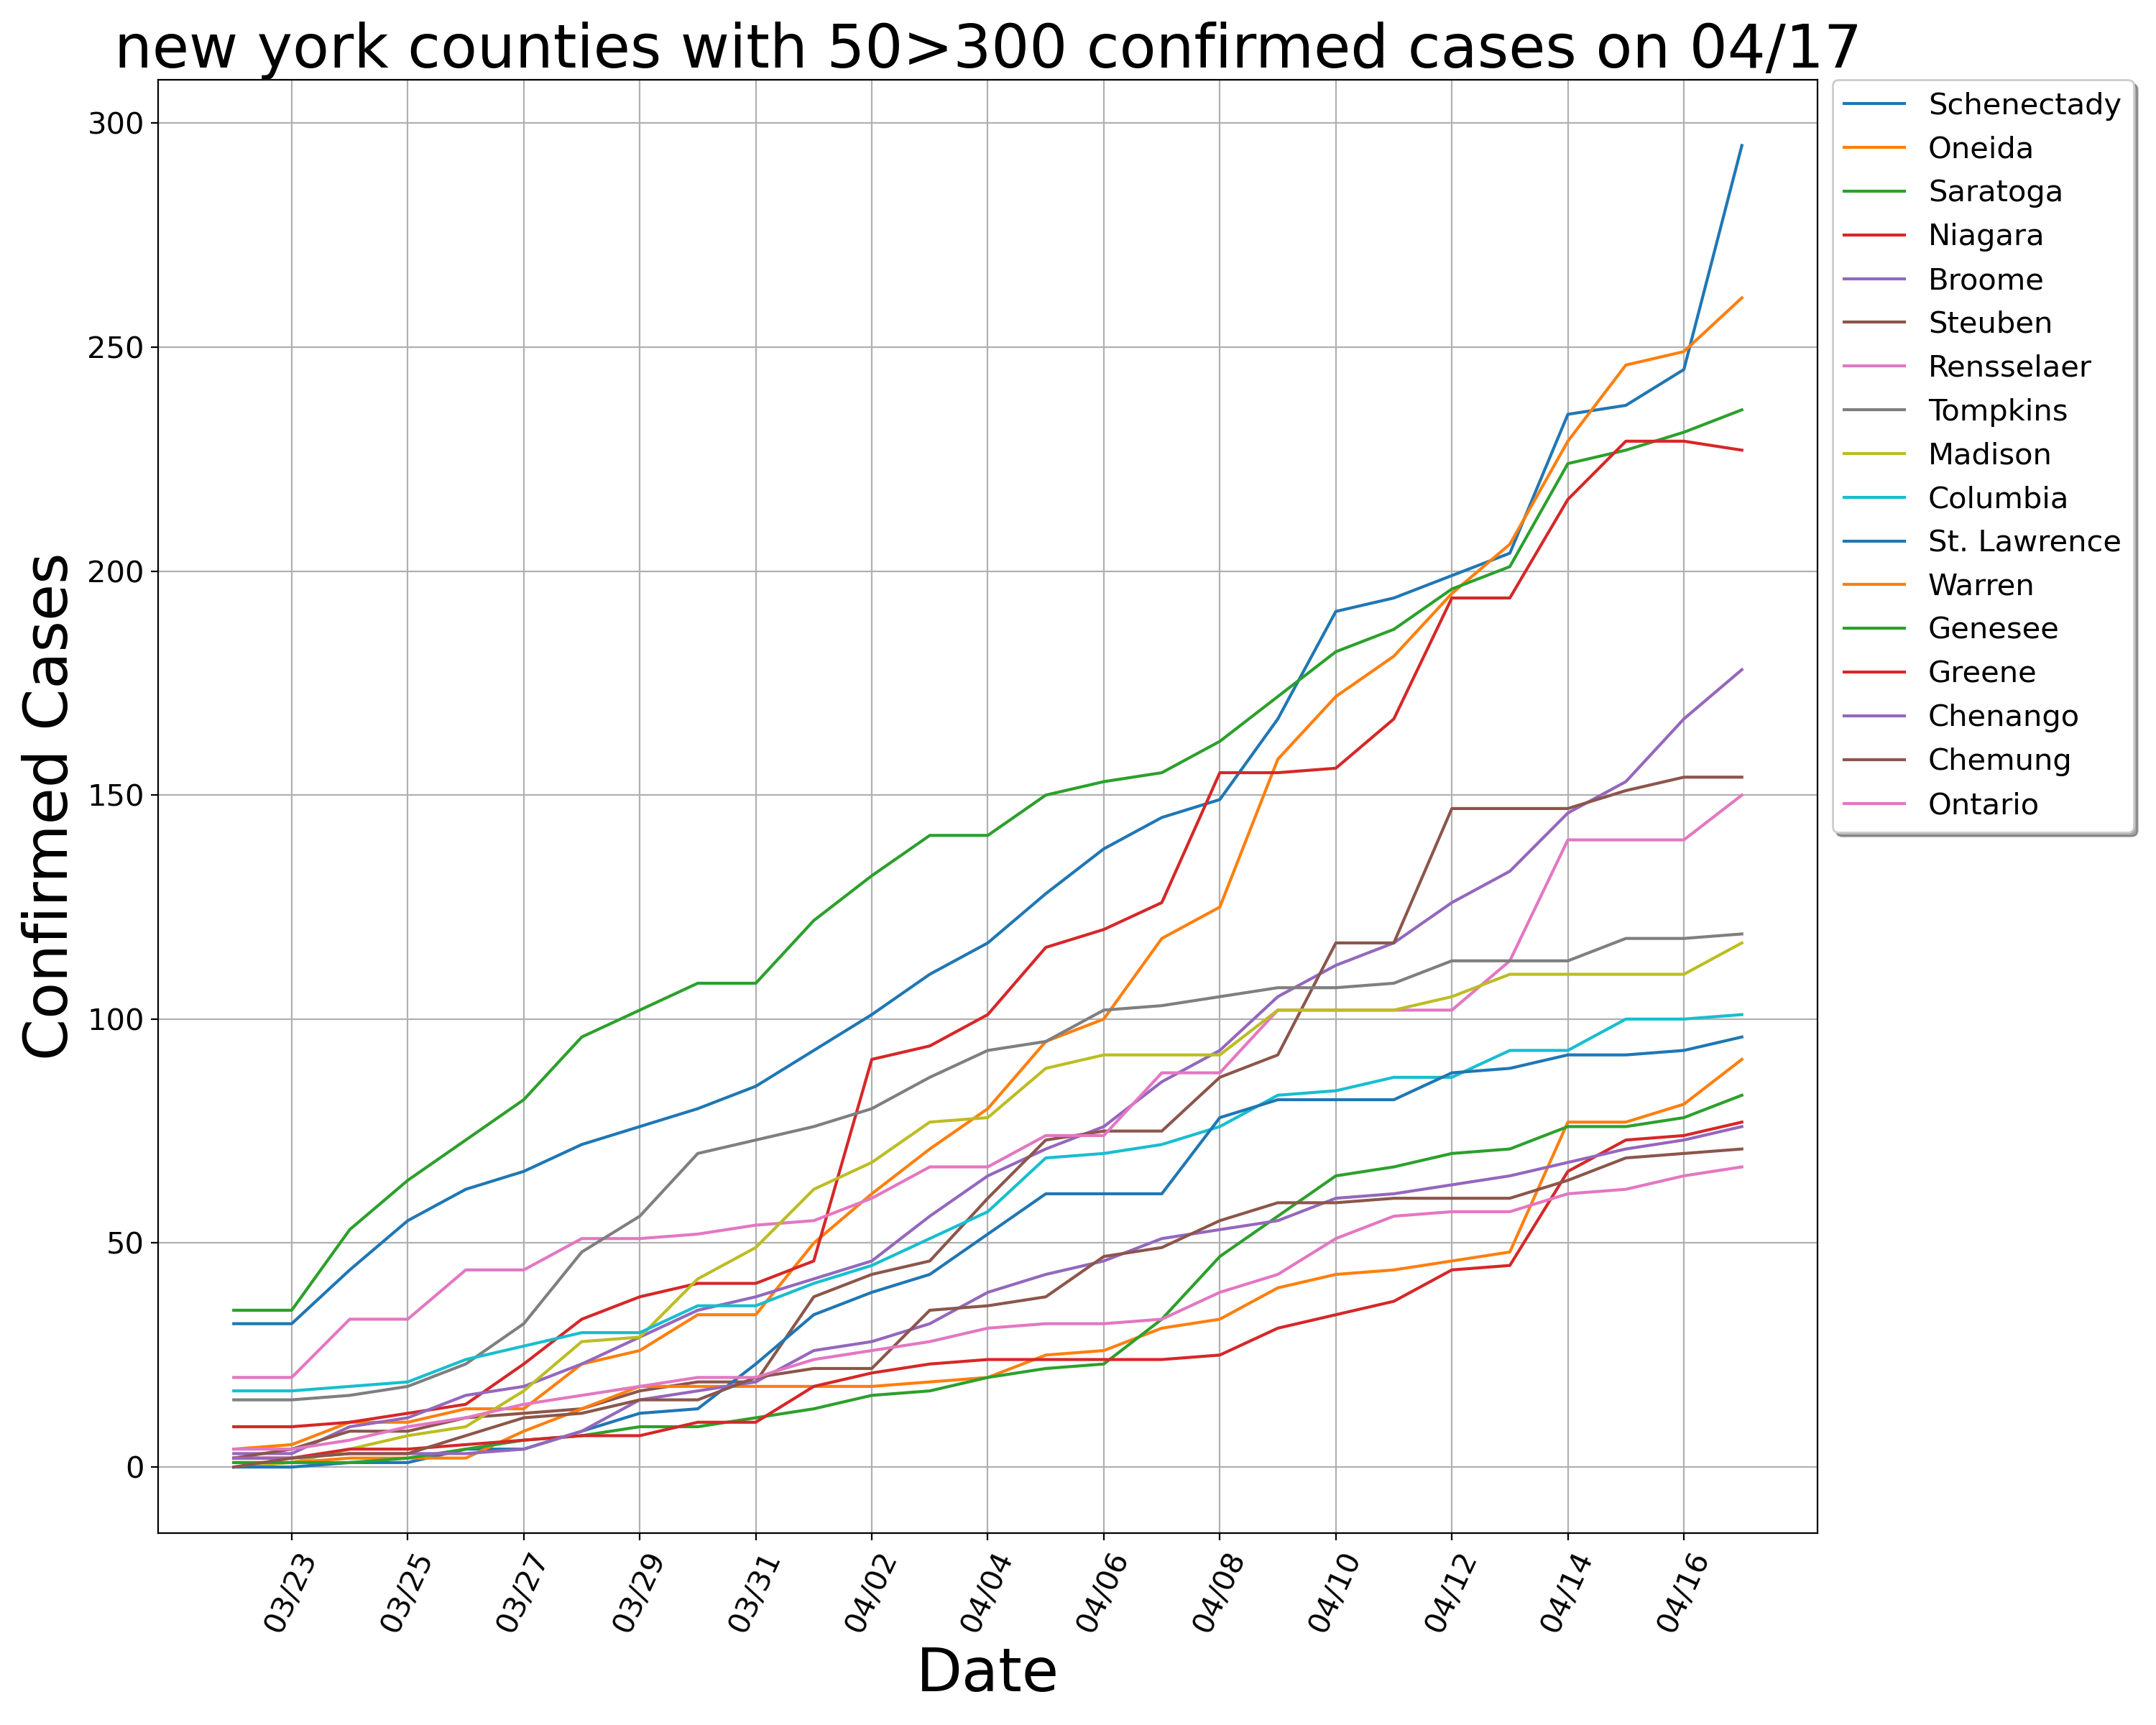 new york counties with 50>300 confirmed cases on 04/17
Confirmed Cases
300
250
200
150
100
50
0
03/23
03/25
03/27
03/29
03/31
04/02
04/04
04/06
04/08
04/10
04/12
04/14
04/16
Date
Schenectady
Oneida
Saratoga
Niagara
Broome
Steuben
Rensselaer
Tompkins
Madison
Columbia
St. Lawrence
Warren
Genesee
Greene
Chenango
Chemung
Ontario